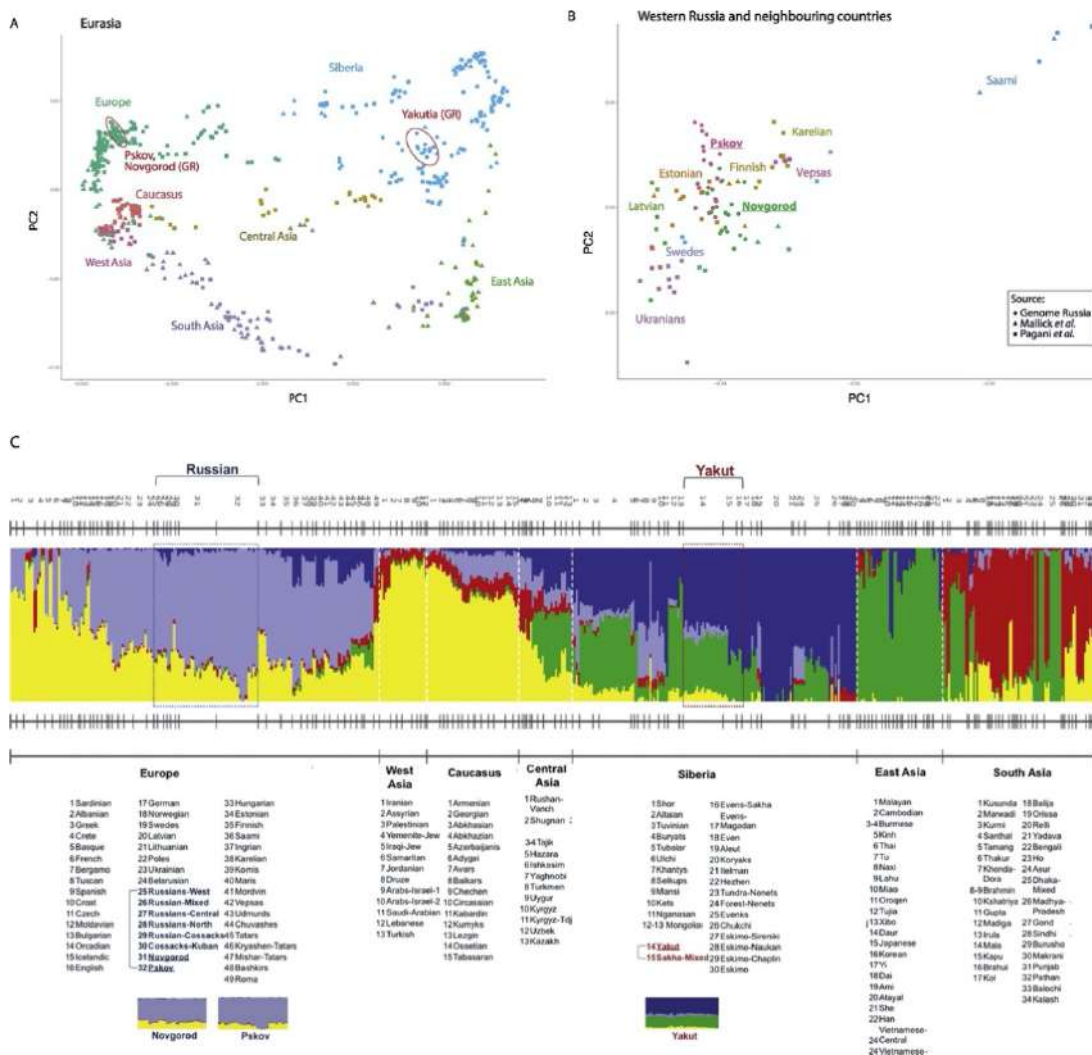 A
Eurasia
Siberia
Europe
Yakutia (GR)
Pskov,
Novgorod (GR)
Caucasus
Central Asia
West Asia
East Asia
South Asia
PC2
PC1
B
Western Russia and neighbouring countries
Saami
Pskov
Karelian
Finnish
Vepsas
Estonian
Latvian
Novgorod
Swedes
Ukranians
PC2
PC1
Source:
Genome Russia
Mallick et al.
Pagani et al.
C
Russian
Yakut
Europe
1 Sardinian
2 Albanian
3 Greek
4 Crete
5 Basque
6 French
7 Bergamo
8 Tuscan
9 Spanish
10 Croat
11 Czech
12 Moldavian
13 Bulgarian
14 Orcadian
15 Icelandic
16 English
17 German
18 Norwegian
19 Swedes
20 Latvian
21 Lithuanian
22 Poles
23 Ukrainian
24 Belarusian
25 Russians-West
26 Russian-Mixed
27 Russians-Central
28 Russians-North
29 Russian-Cossacks
30 Cossacks-Kuban
31 Novgorod
32 Pskov
33 Hungarian
34 Estonian
35 Finnish
36 Saami
37 Ingrian
38 Karelian
39 Komis
40 Maris
41 Mordvin
42 Vepsas
43 Udmurds
44 Chuvashes
45 Tatars
46 Kryashen-Tatars
47 Mishar-Tatars
48 Bashkirs
49 Roma
Novgorod
Pskov
West
Asia
1 Iranian
2 Assyrian
3 Palestinian
4 Yemenite-Jew
5 Iraqi-Jew
6 Samaritan
7 Jordanian
8 Druze
9 Arabs-Israel-1
10 Arabs-Israel-2
11 Saudi-Arabian
12 Lebanese
13 Turkish
Caucasus
1 Armenian
2 Georgian
3 Abkhasian
4 Abkhazian
5 Azerbaijanis
6 Adygei
7 Avars
8 Balkars
9 Chechen
10 Circassian
11 Kabardin
12 Kumyks
13 Lezgin
14 Ossetian
15 Tabasaran
Central
Asia
1 Rushan-
Vanch
2 Shugnan
3-4 Tajik
5 Hazara
6 Ishkasim
7 Yaghnobi
8 Turkmen
9 Uygur
10 Kyrgyz
11 Kyrgyz-Tdj
12 Uzbek
13 Kazakh
Siberia
1 Shor
2 Altaian
3 Tuvinian
4 Buryats
5 Tubalar
6 Ulchi
7 Khantys
8 Selkups
9 Mansi
10 Kets
11 Nganasan
12-13 Mongolian
14 Yakut
15 Sakha-Mixed
16 Evens-Sakha
Evens-
17 Magadan
18 Even
19 Aleut
20 Koryaks
21 Itelman
22 Hezhen
23 Tundra-Nenets
24 Forest-Nenets
25 Evenks
26 Chukchi
27 Eskimo-Sireniki
28 Eskimo-Naukan
29 Eskimo-Chaplin
30 Eskimo
Yakut
East Asia
1 Malayan
2 Cambodian
3-4 Burmese
5 Kinh
6 Thai
7 Tu
8 Naxi
9 Lahu
10 Miao
11 Oroqen
12 Tujia
13 Xibo
14 Daur
15 Japanese
16 Korean
17 Yi
18 Dai
19 Ami
20 Atayal
21 She
22 Han
Vietnamese-
24 Central
24 Vietnamese-
South Asia
1 Kusunda
2 Marwadi
3 Kurmi
4 Santhal
5 Tamang
6 Thakur
7 Khonda-
Dora
8-9 Brahmin
10 Kshatriya
11 Gupta
12 Madiga
13 Irula
14 Mala
15 Kapu
16 Brahui
17 Kol
18 Balija
19 Orissa
20 Relli
21 Yadava
22 Bengali
23 Ho
24 Asur
25 Dhaka-
Mixed
26 Madhya-
Pradesh
27 Gond
28 Sindhi
29 Burusho
30 Makrani
31 Punjab
32 Pathan
33 Balochi
34 Kalash